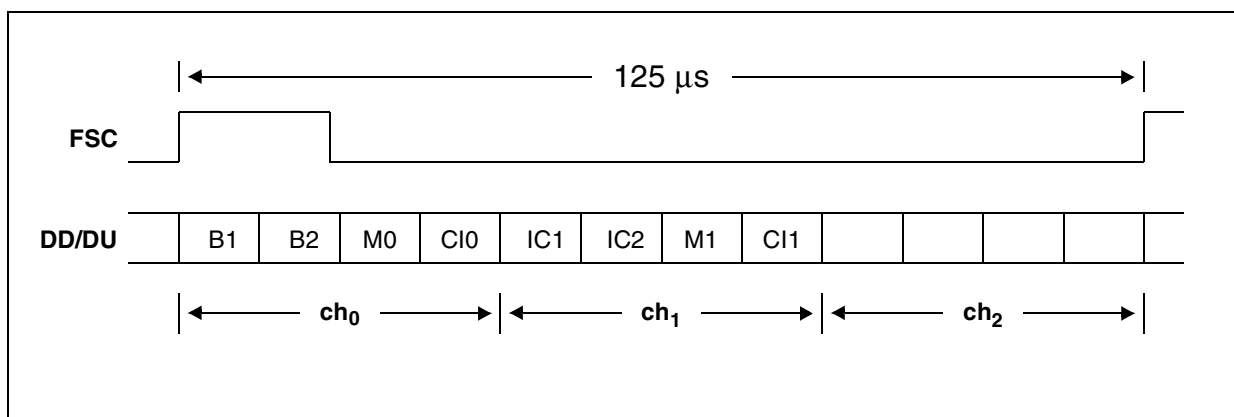 125 μs
FSC
DD/DU B1 B2 M0 CI0 IC1 IC2 M1 CI1
ch0 ch1 ch2